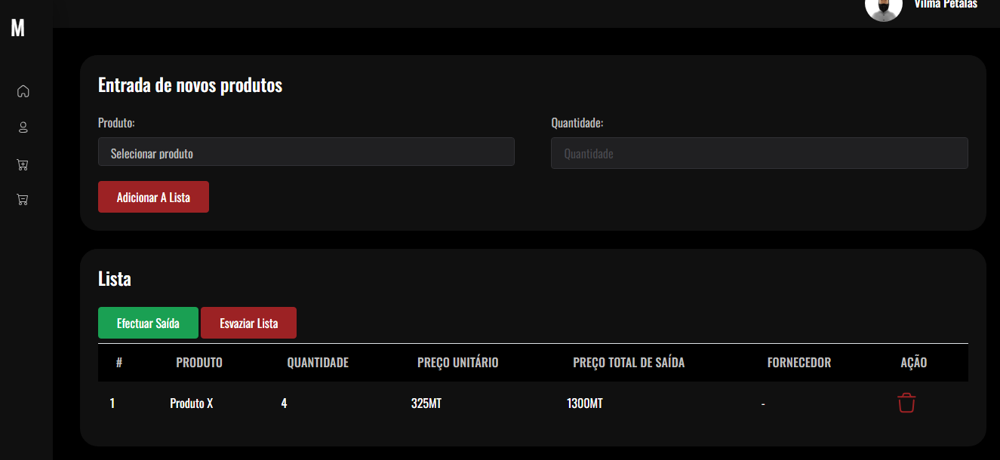 M
Vilma Petalas
Entrada de novos produtos
Produto:
Quantidade:
Selecionar produto
Quantidade
Adicionar A Lista
Lista
Efectuar Saída
Esvaziar Lista
# PRODUTO QUANTIDADE PREÇO UNITÁRIO PREÇO TOTAL DE SAÍDA FORNECEDOR AÇÃO
1 Produto X 4 325MT 1300MT -